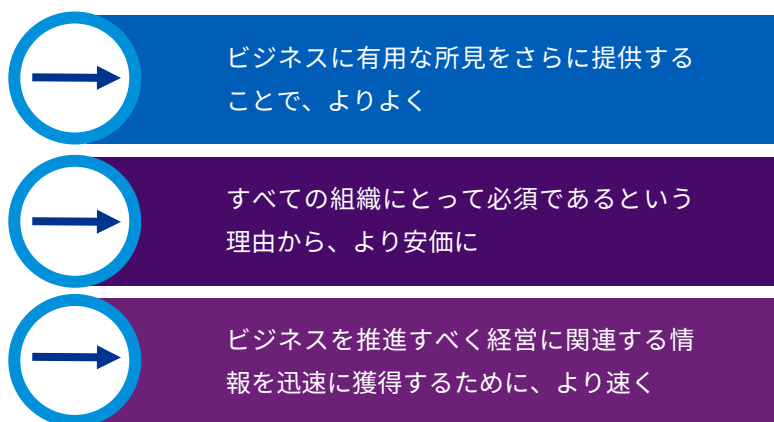 ビジネスに有用な所見をさらに提供する
ことで、よりよく
すべての組織にとって必須であるという
理由から、より安価に
ビジネスを推進すべく経営に関連する情
報を迅速に獲得するために、より速く